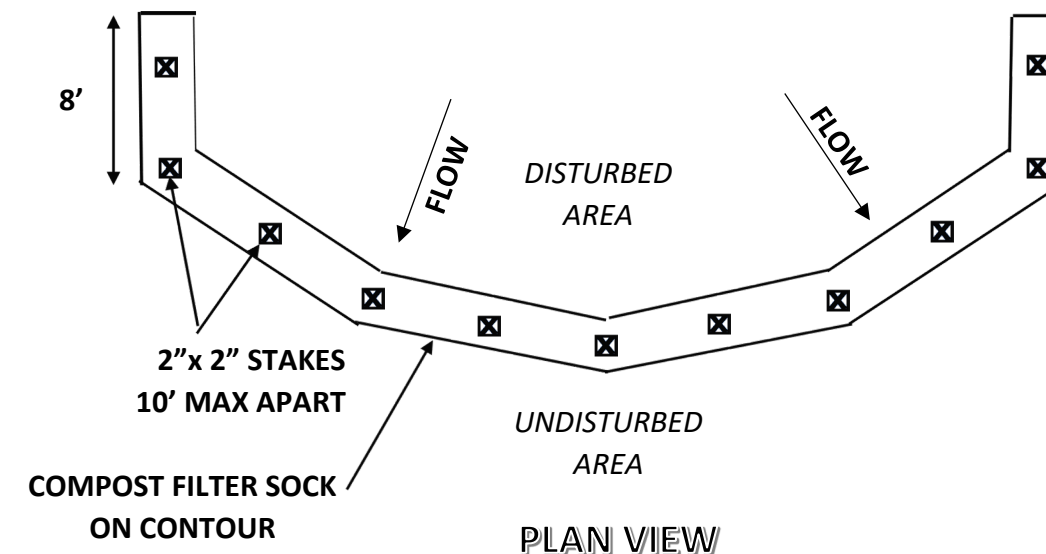 8’
FLOW
DISTURBED
AREA
FLOW
2”x 2” STAKES
10’ MAX APART
UNDISTURBED
AREA
COMPOST FILTER SOCK
ON CONTOUR
PLAN VIEW